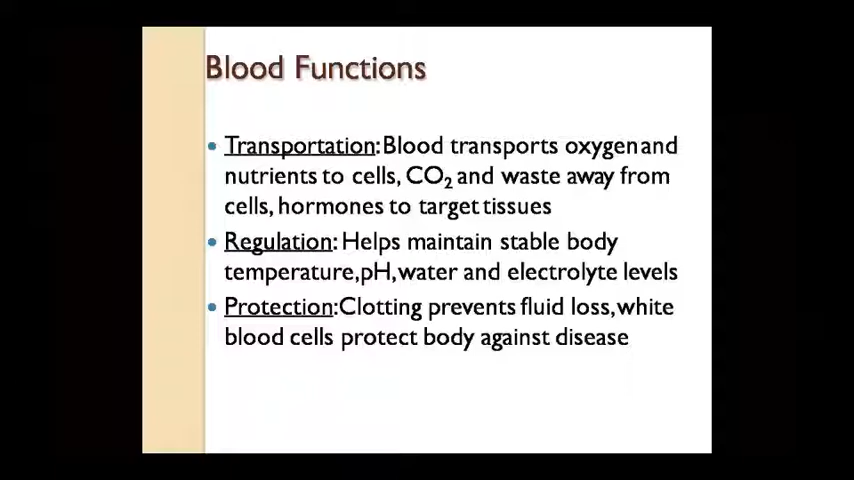 Blood Functions
• Transportation: Blood transports oxygen and
nutrients to cells, CO₂ and waste away from
cells, hormones to target tissues
• Regulation: Helps maintain stable body
temperature, pH, water and electrolyte levels
• Protection: Clotting prevents fluid loss, white
blood cells protect body against disease